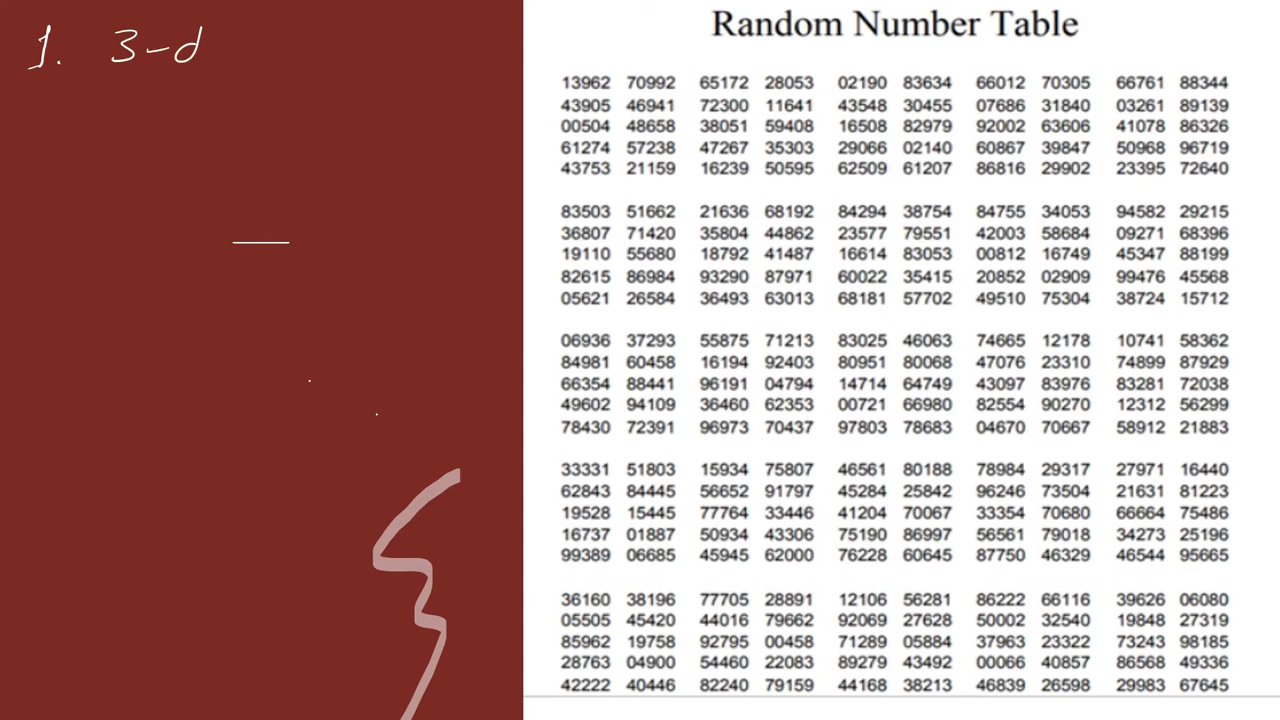 1. 3-d
Random Number Table
13962 70992 65172 28053 02190 83634 66012 70305 66761 88344
43905 46941 72300 11641 43548 30455 07686 31840 03261 89139
00504 48658 38051 59408 16508 82979 92002 63606 41078 86326
61274 57238 47267 35303 29066 02140 60867 39847 50968 96719
43753 21159 16239 50595 62509 61207 86816 29902 23395 72640
83503 51662 21636 68192 84294 38754 84755 34053 94582 29215
36807 71420 35804 44862 23577 79551 42003 58684 09271 68396
19110 55680 18792 41487 16614 83053 00812 16749 45347 88199
82615 86984 93290 87971 60022 35415 20852 02909 99476 45568
05621 26584 36493 63013 68181 57702 49510 75304 38724 15712
06936 37293 55875 71213 83025 46063 74665 12178 10741 58362
84981 60458 16194 92403 80951 80068 47076 23310 74899 87929
66354 88441 96191 04794 14714 64749 43097 83976 83281 72038
49602 94109 36460 62353 00721 66980 82554 90270 12312 56299
78430 72391 96973 70437 97803 78683 04670 70667 58912 21883
33331 51803 15934 75807 46561 80188 78984 29317 27971 16440
62843 84445 56652 91797 45284 25842 96246 73504 21631 81223
19528 15445 77764 33446 41204 70067 33354 70680 66664 75486
16737 01887 50934 43306 75190 86997 56561 79018 34273 25196
99389 06685 45945 62000 76228 60645 87750 46329 46544 95665
36160 38196 77705 28891 12106 56281 86222 66116 39626 06080
05505 45420 44016 79662 92069 27628 50002 32540 19848 27319
85962 19758 92795 00458 71289 05884 37963 23322 73243 98185
28763 04900 54460 22083 89279 43492 00066 40857 86568 49336
42222 40446 82240 79159 44168 38213 46839 26598 29983 67645